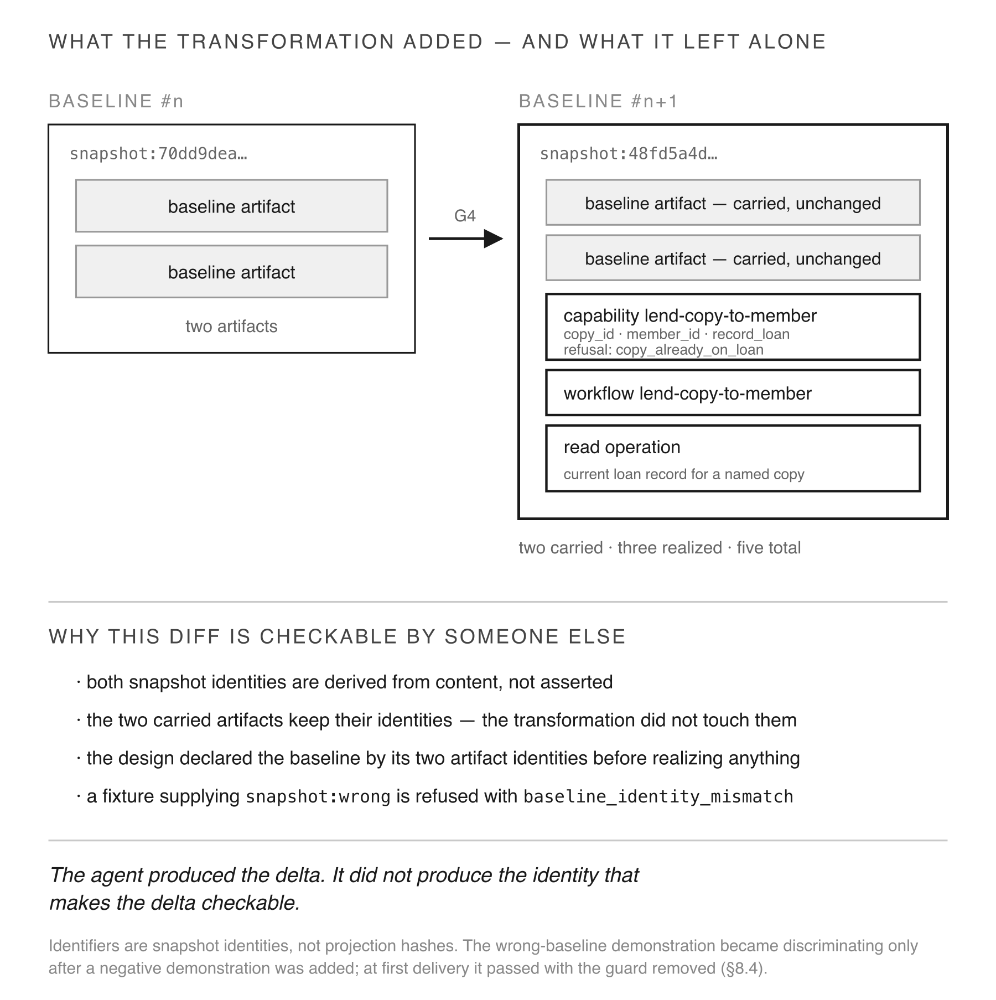 WHAT THE TRANSFORMATION ADDED — AND WHAT IT LEFT ALONE
BASELINE #n
snapshot:70dd9dea…
baseline artifact
baseline artifact
two artifacts
G4
BASELINE #n+1
snapshot:48fd5a4d…
baseline artifact — carried, unchanged
baseline artifact — carried, unchanged
capability lend-copy-to-member
copy_id · member_id · record_loan
refusal: copy_already_on_loan
workflow lend-copy-to-member
read operation
current loan record for a named copy
two carried · three realized · five total
WHY THIS DIFF IS CHECKABLE BY SOMEONE ELSE
· both snapshot identities are derived from content, not asserted
· the two carried artifacts keep their identities — the transformation did not touch them
· the design declared the baseline by its two artifact identities before realizing anything
· a fixture supplying snapshot:wrong is refused with baseline_identity_mismatch
The agent produced the delta. It did not produce the identity that
makes the delta checkable.
Identifiers are snapshot identities, not projection hashes. The wrong-baseline demonstration became discriminating only
after a negative demonstration was added; at first delivery it passed with the guard removed (§8.4).